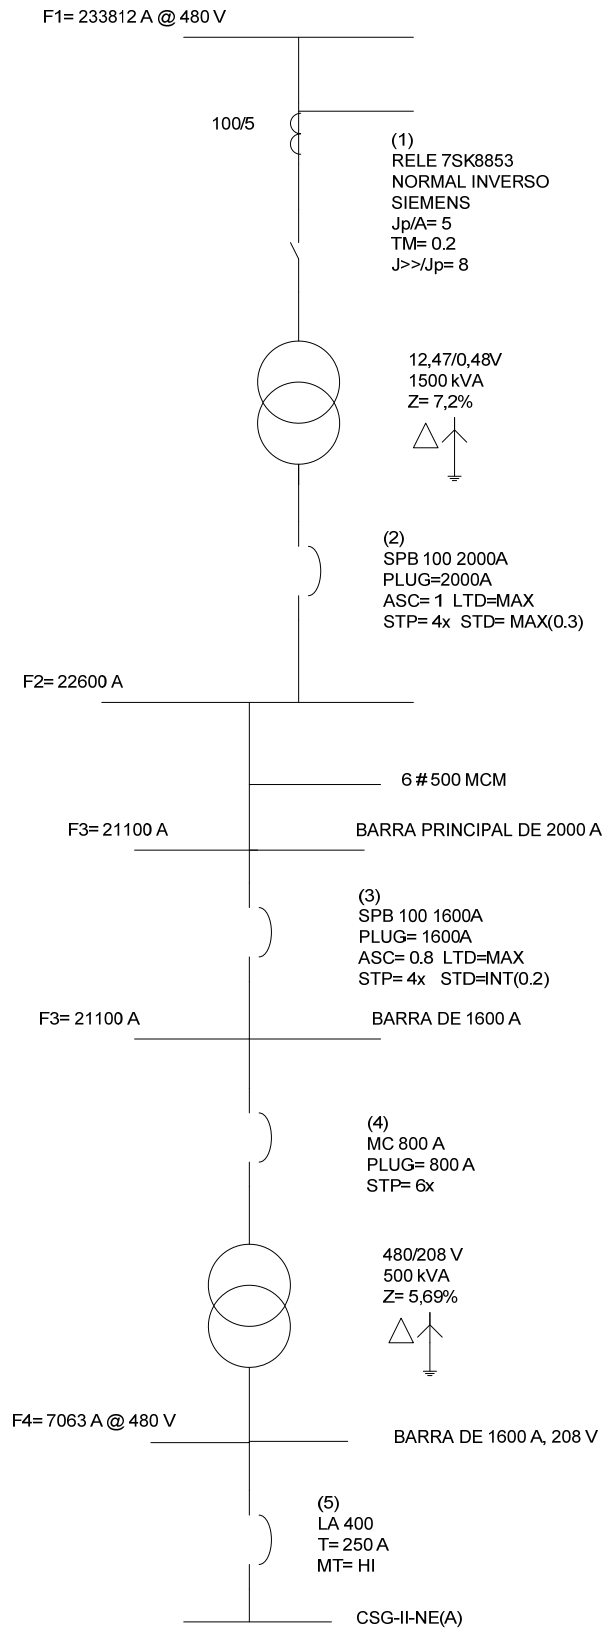 F1= 233812 A @ 480 V
100/5
(1)
RELE 7SK8853
NORMAL INVERSO
SIEMENS
Jp/A= 5
TM= 0.2
J>>/Jp= 8
12,47/0,48V
1500 kVA
Z= 7,2%
(2)
SPB 100 2000A
PLUG=2000A
ASC= 1 LTD=MAX
STP= 4x STD= MAX(0.3)
F2= 22600 A
6 # 500 MCM
F3= 21100 A
BARRA PRINCIPAL DE 2000 A
(3)
SPB 100 1600A
PLUG= 1600A
ASC= 0.8 LTD=MAX
STP= 4x STD=INT(0.2)
F3= 21100 A
BARRA DE 1600 A
(4)
MC 800 A
PLUG= 800 A
STP= 6x
480/208 V
500 kVA
Z= 5,69%
F4= 7063 A @ 480 V
BARRA DE 1600 A, 208 V
(5)
LA 400
T= 250 A
MT= HI
CSG-II-NE(A)